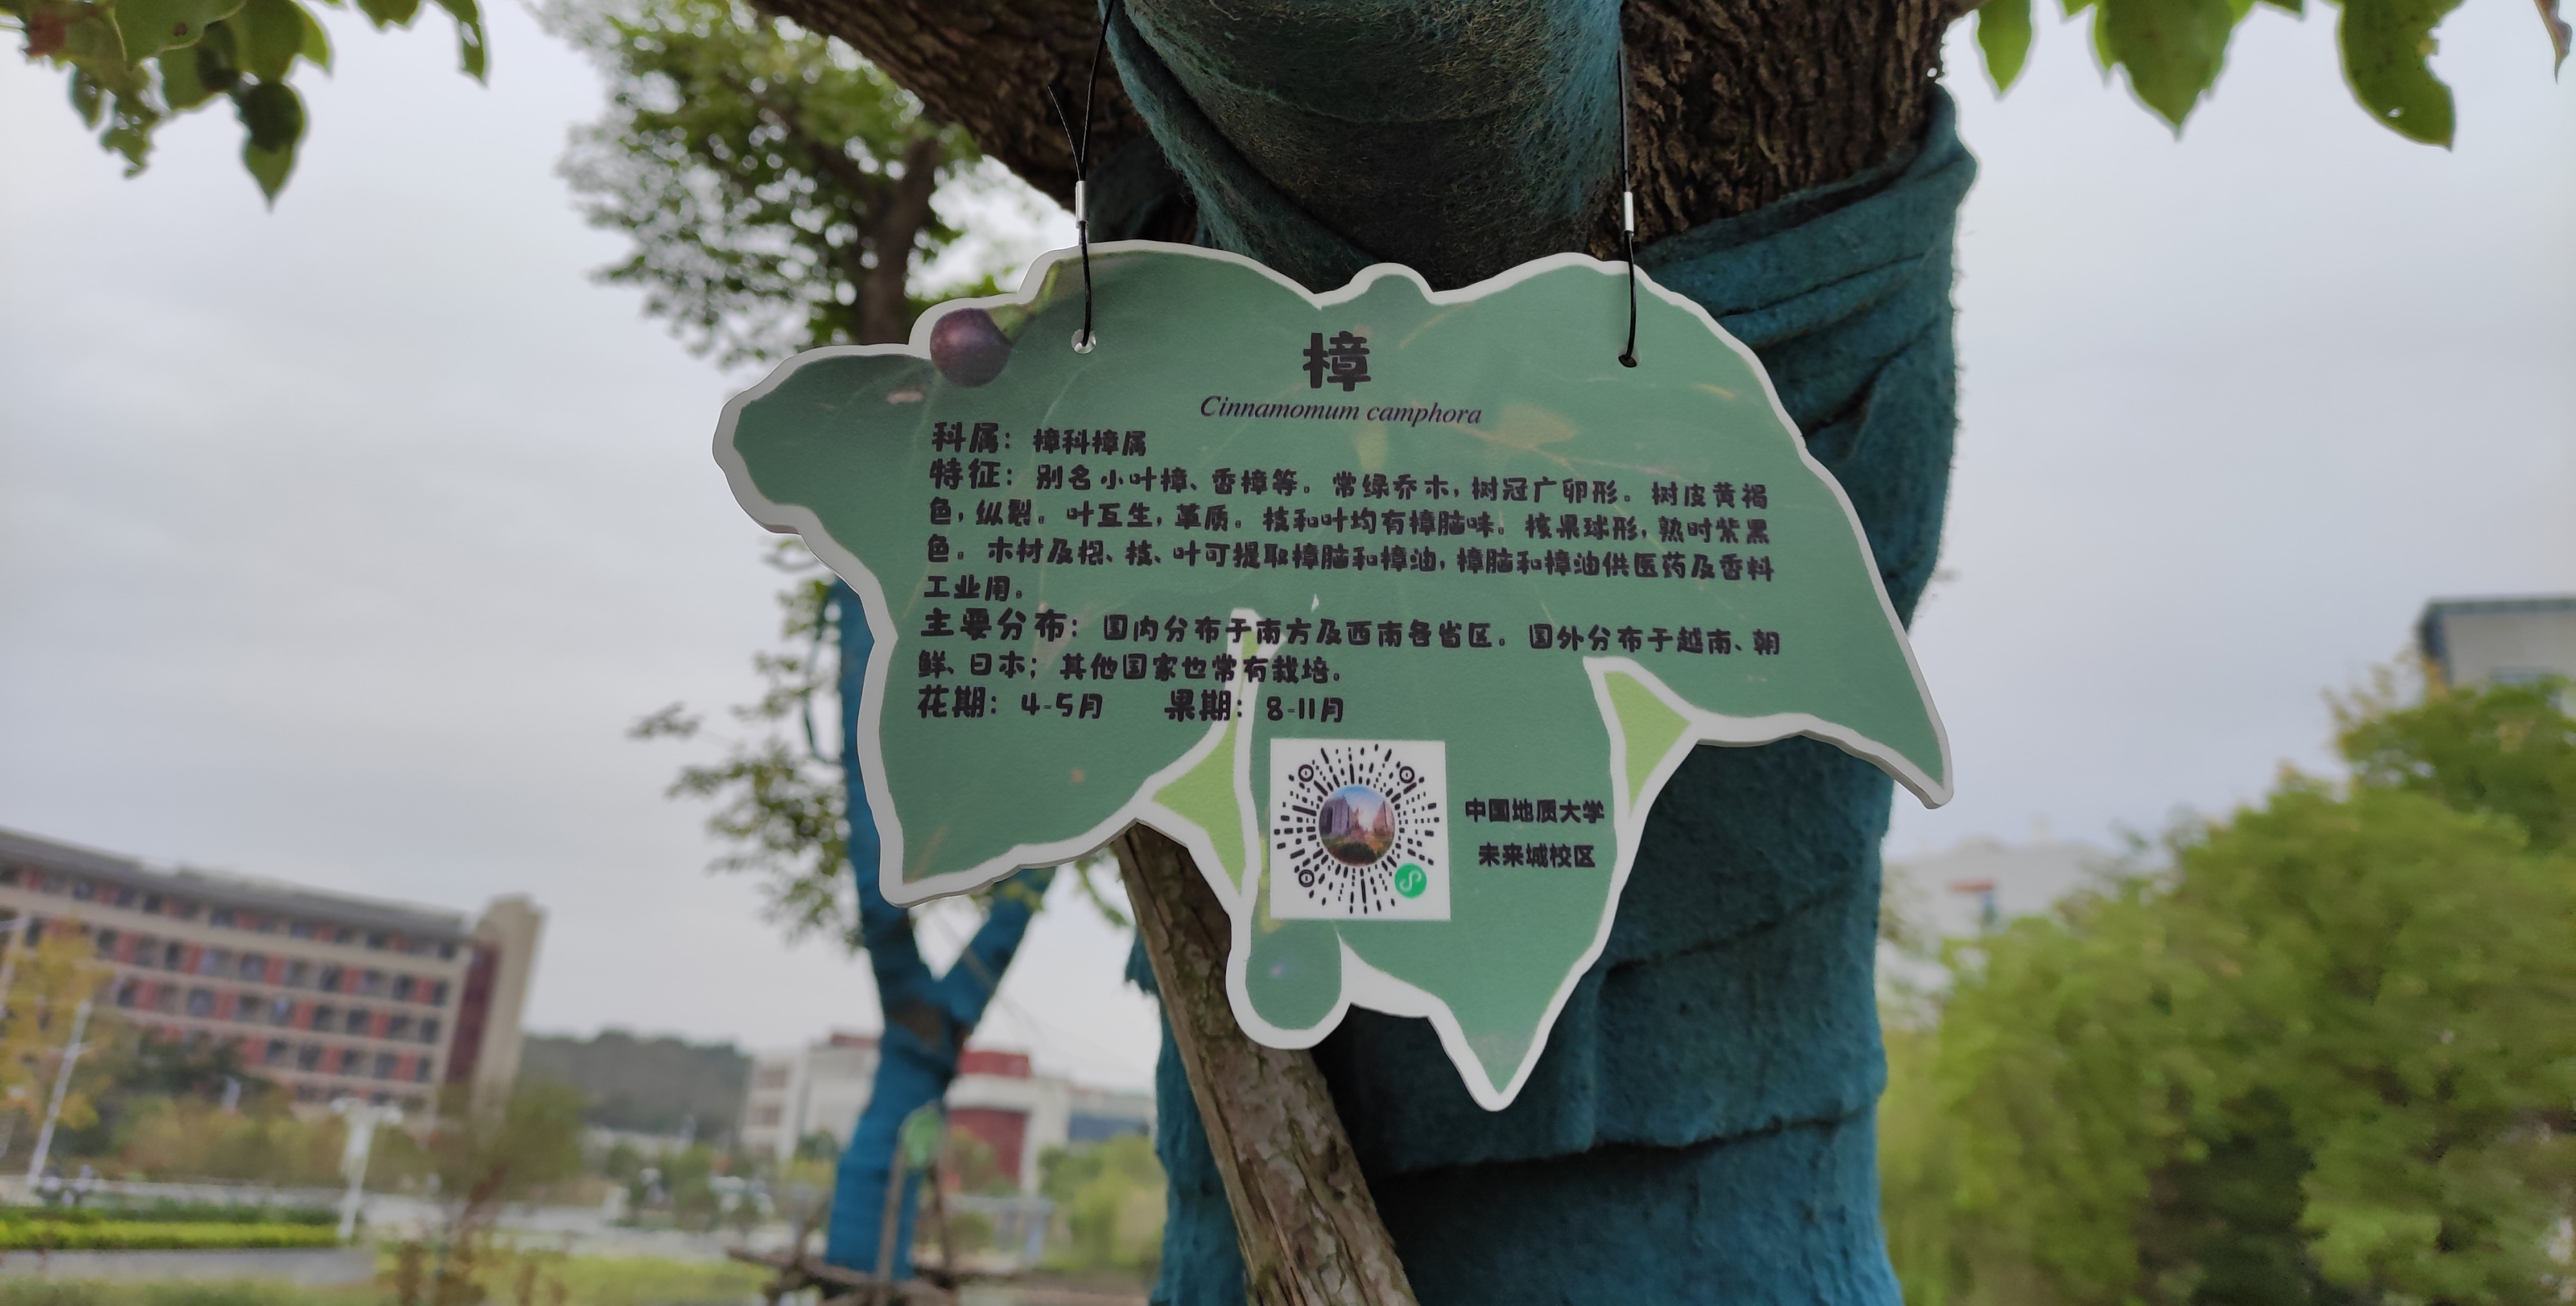 樟
Cinnamomum camphora
科属：樟科樟属
特征：别名小叶樟、香樟等。常绿乔木，树冠广卵形。树皮黄褐
色，纵裂。叶互生，革质。枝和叶均有樟脑味。核果球形，熟时紫黑
色。木材及根、枝、叶可提取樟脑和樟油，樟脑和樟油供医药及香料
工业用。
主要分布：国内分布于南方及西南各省区。国外分布于越南、朝
鲜、日本；其他国家也常有栽培。
花期：4-5月 果期：8-11月
中国地质大学
未来城校区